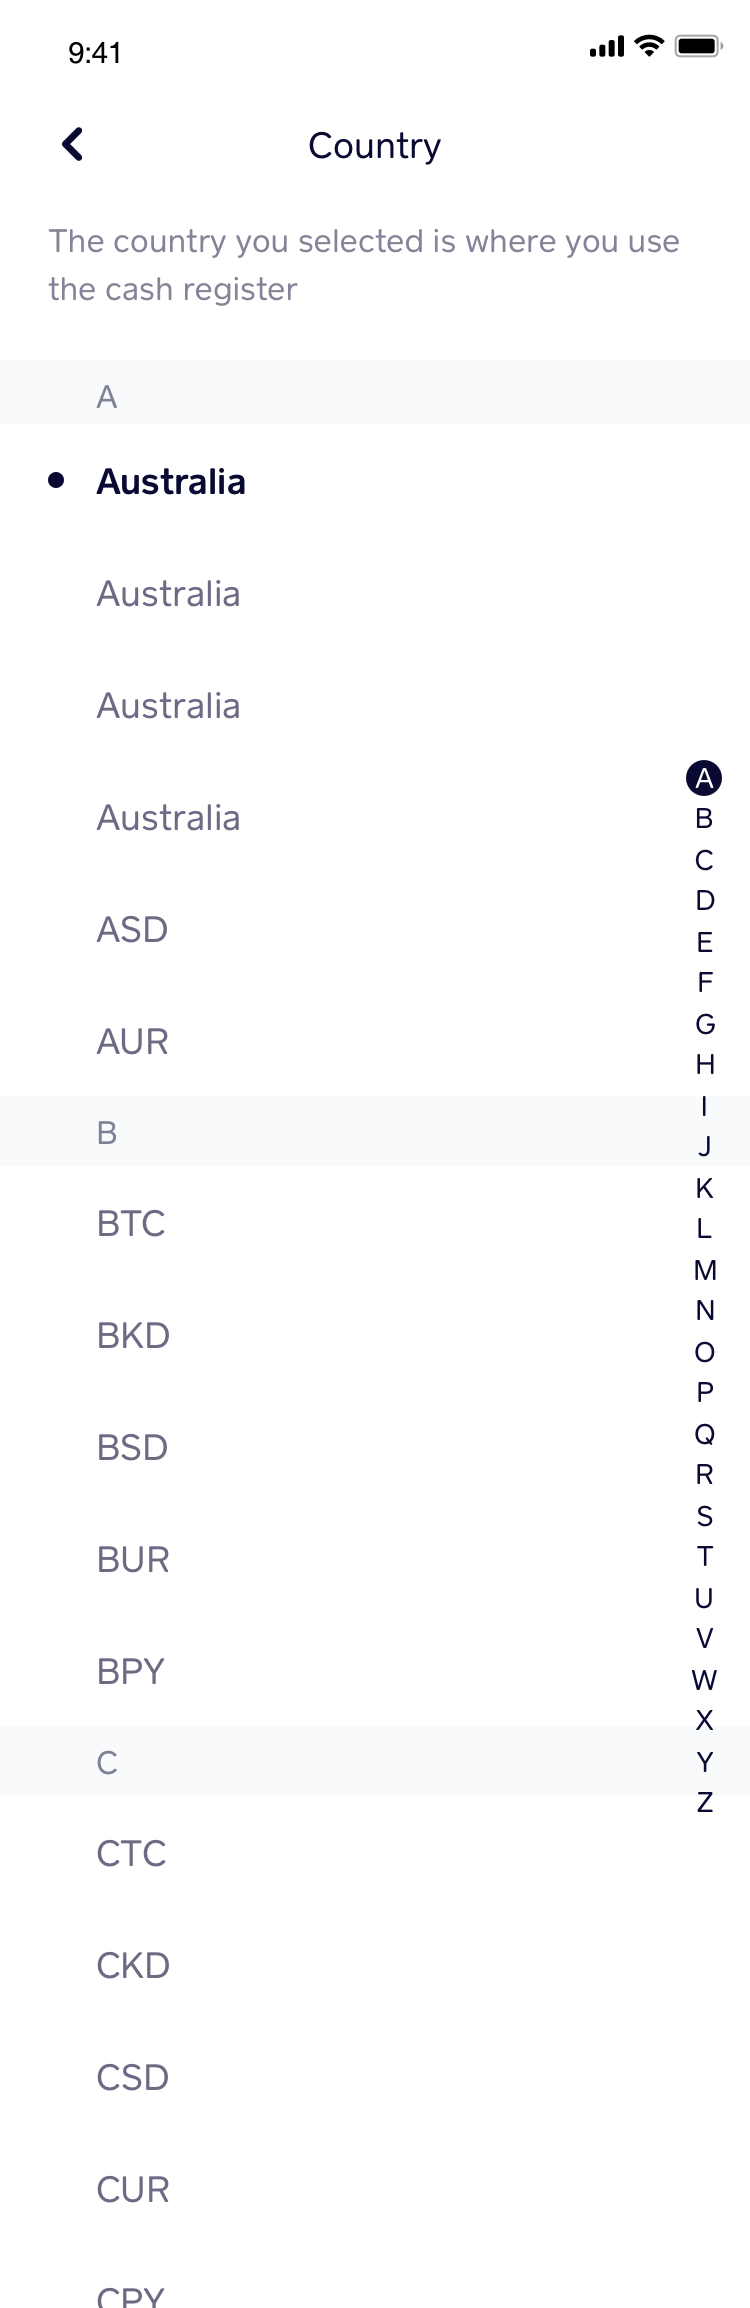 9:41
Country
The country you selected is where you use
the cash register
A
Australia
Australia
Australia
Australia
ASD
AUR
B
BTC
BKD
BSD
BUR
BPY
C
CTC
CKD
CSD
CUR
CPY
A
B
C
D
E
F
G
H
I
J
K
L
M
N
O
P
Q
R
S
T
U
V
W
X
Y
Z